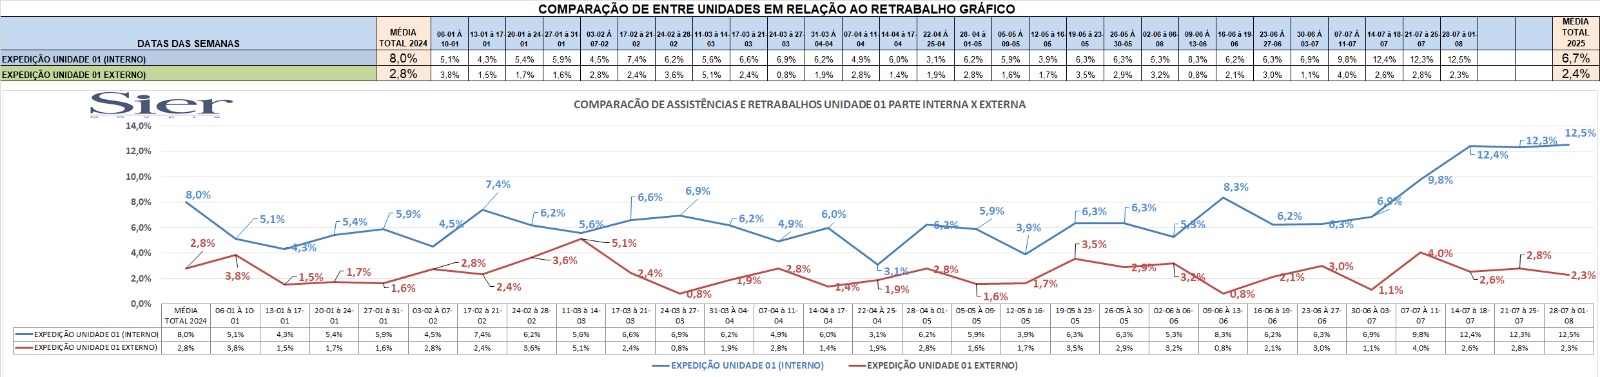 COMPARAÇÃO DE ENTRE UNIDADES EM RELAÇÃO AO RETRABALHO GRÁFICO
DATAS DAS SEMANAS MÉDIA TOTAL 2024 06-01 À 10-01 13-01 à 17-01 20-01 à 24-01 27-01 à 31-01 03-02 À 07-02 17-02 à 21-02 24-02 à 28-02 11-03 à 14-03 17-03 à 21-03 24-03 à 27-03 31-03 À 04-04 07-04 à 11-04 14-04 à 17-04 22-04 À 25-04 28- 04 à 01-05 05-05 À 09-05 12-05 à 16-05 19-05 à 23-05 26-05 à 30-05 02-06 à 06-06 09-06 À 13-06 16-06 à 19-06 23-06 à 27-06 30-06 À 03-07 07-07 À 11-07 14-07 à 18-07 21-07 à 25-07 28-07 à 01-08 MÉDIA TOTAL 2025
EXPEDIÇÃO UNIDADE 01 (INTERNO) 8,0% 5,1% 4,3% 5,4% 5,9% 4,5% 7,4% 6,2% 5,6% 6,6% 6,9% 6,2% 4,9% 6,0% 3,1% 6,2% 5,9% 3,9% 6,3% 6,3% 5,3% 8,3% 6,2% 6,3% 6,9% 9,8% 12,4% 12,3% 12,5% 6,7%
EXPEDIÇÃO UNIDADE 01 EXTERNO) 2,8% 3,8% 1,5% 1,7% 1,6% 2,8% 2,4% 3,6% 5,1% 2,4% 0,8% 1,9% 2,8% 1,4% 1,9% 2,8% 1,6% 1,7% 3,5% 2,9% 3,2% 0,8% 2,1% 3,0% 1,1% 4,0% 2,6% 2,8% 2,3% 2,4%
Sier
COMPARACÃO DE ASSISTÊNCIAS E RETRABALHOS UNIDADE 01 PARTE INTERNA X EXTERNA
14,0%
12,0%
10,0%
8,0%
6,0%
4,0%
2,0%
0,0%
8,0% 5,1% 4,3% 5,4% 5,9% 4,5% 7,4% 6,2% 5,6% 6,6% 6,9% 6,2% 4,9% 6,0% 3,1% 6,2% 5,9% 3,9% 6,3% 6,3% 5,3% 8,3% 6,2% 6,3% 6,9% 9,8% 12,4% 12,3% 12,5%
2,8% 3,8% 1,5% 1,7% 1,6% 2,8% 2,4% 3,6% 5,1% 2,4% 0,8% 1,9% 2,8% 1,4% 1,9% 2,8% 1,6% 1,7% 3,5% 2,9% 3,2% 0,8% 2,1% 3,0% 1,1% 4,0% 2,6% 2,8% 2,3%
MÉDIA TOTAL 2024 06-01 À 10-01 13-01 à 17-01 20-01 à 24-01 27-01 à 31-01 03-02 À 07-02 17-02 à 21-02 24-02 à 28-02 11-03 à 14-03 17-03 à 21-03 24-03 à 27-03 31-03 À 04-04 07-04 à 11-04 14-04 à 17-04 22-04 À 25-04 28- 04 à 01-05 05-05 À 09-05 12-05 à 16-05 19-05 à 23-05 26-05 à 30-05 02-06 à 06-06 09-06 À 13-06 16-06 à 19-06 23-06 à 27-06 30-06 À 03-07 07-07 À 11-07 14-07 à 18-07 21-07 à 25-07 28-07 à 01-08
EXPEDIÇÃO UNIDADE 01 (INTERNO) 8,0% 5,1% 4,3% 5,4% 5,9% 4,5% 7,4% 6,2% 5,6% 6,6% 6,9% 6,2% 4,9% 6,0% 3,1% 6,2% 5,9% 3,9% 6,3% 6,3% 5,3% 8,3% 6,2% 6,3% 6,9% 9,8% 12,4% 12,3% 12,5%
EXPEDIÇÃO UNIDADE 01 EXTERNO) 2,8% 3,8% 1,5% 1,7% 1,6% 2,8% 2,4% 3,6% 5,1% 2,4% 0,8% 1,9% 2,8% 1,4% 1,9% 2,8% 1,6% 1,7% 3,5% 2,9% 3,2% 0,8% 2,1% 3,0% 1,1% 4,0% 2,6% 2,8% 2,3%
EXPEDIÇÃO UNIDADE 01 (INTERNO) EXPEDIÇÃO UNIDADE 01 EXTERNO)